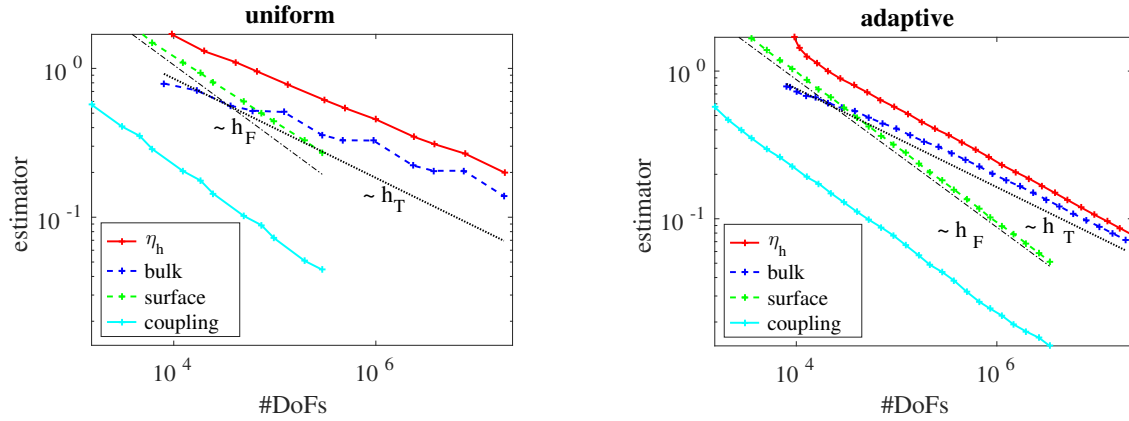 uniform
estimator
10^0
10^-1
~ h_F
~ h_T
η_h
bulk
surface
coupling
10^4
10^6
#DoFs
adaptive
estimator
10^0
10^-1
~ h_F
~ h_T
η_h
bulk
surface
coupling
10^4
10^6
#DoFs